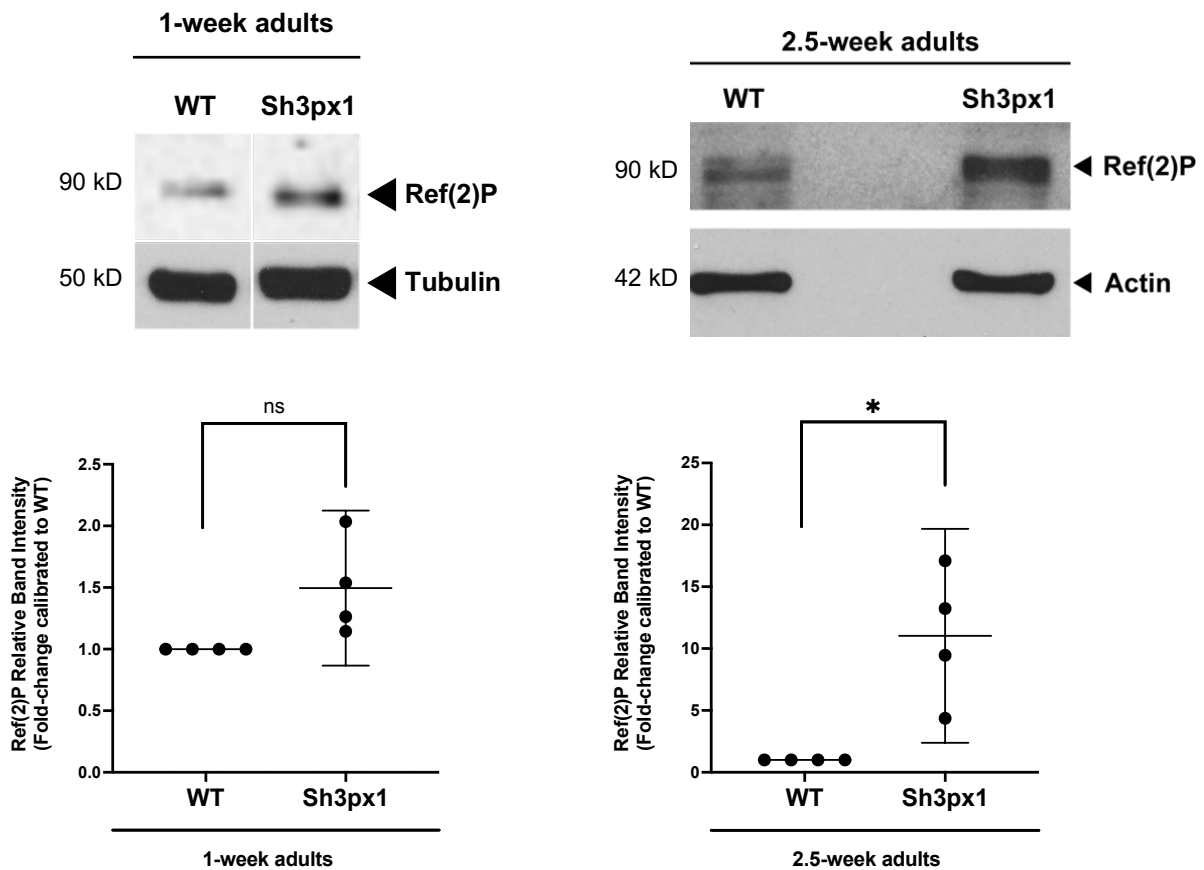 1-week adults
WT Sh3px1
90 kD Ref(2)P
50 kD Tubulin
2.5-week adults
WT Sh3px1
90 kD Ref(2)P
42 kD Actin
ns
Ref(2)P Relative Band Intensity
(Fold-change calibrated to WT)
2.5
2.0
1.5
1.0
0.5
0.0
WT Sh3px1
1-week adults
*
Ref(2)P Relative Band Intensity
(Fold-change calibrated to WT)
25
20
15
10
5
0
WT Sh3px1
2.5-week adults